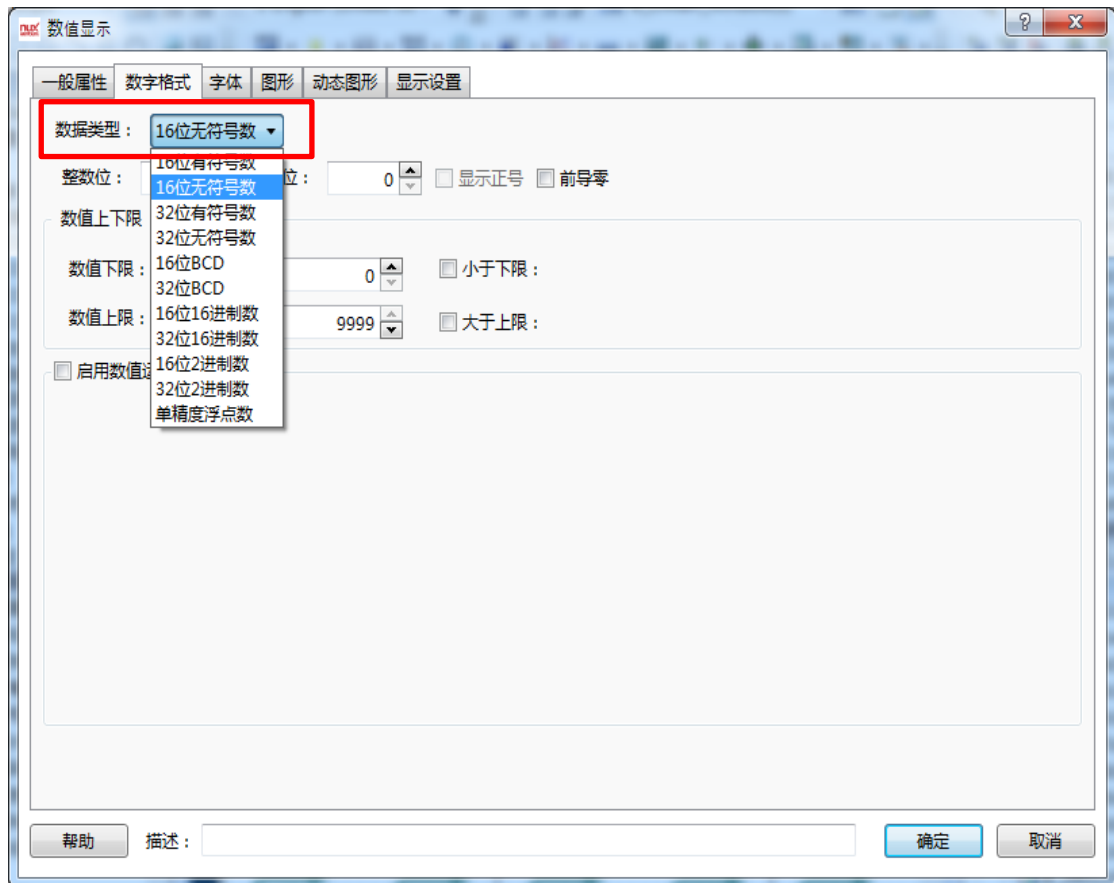 数值显示
一般属性 数字格式 字体 图形 动态图形 显示设置
数据类型： 16位无符号数
16位有符号数
整数位： 位： 0 显示正号 前导零
16位无符号数
32位有符号数
数值上下限
32位无符号数
数值下限： 16位BCD 0 小于下限：
32位BCD
数值上限： 16位16进制数 9999 大于上限：
32位16进制数
16位2进制数
启用数值
32位2进制数
单精度浮点数
帮助 描述： 确定 取消